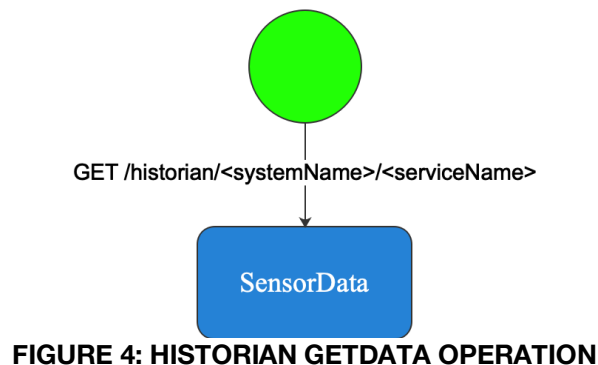 GET /historian/<systemName>/<serviceName>
SensorData
FIGURE 4: HISTORIAN GETDATA OPERATION